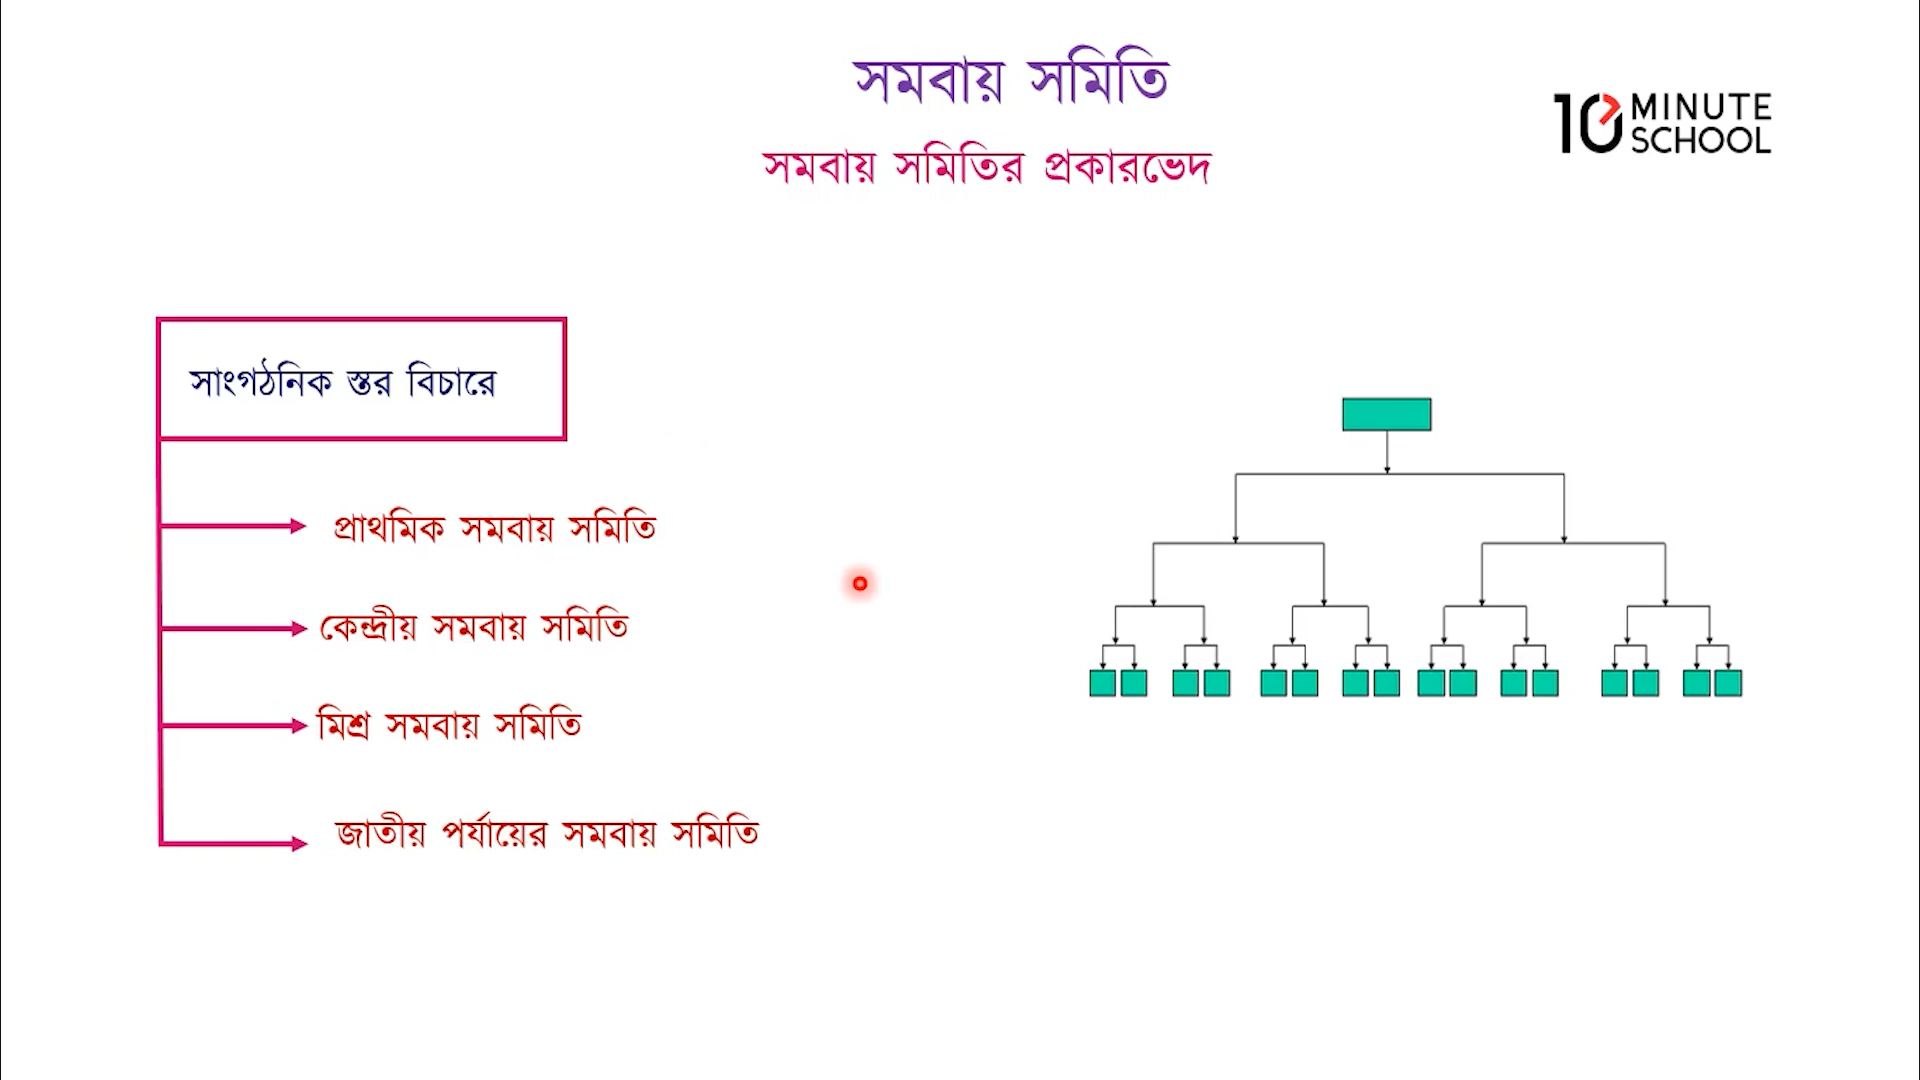 সমবায় সমিতি
সমবায় সমিতির প্রকারভেদ
10 MINUTE
SCHOOL
সাংগঠনিক স্তর বিচারে
প্রাথমিক সমবায় সমিতি
কেন্দ্রীয় সমবায় সমিতি
মিশ্র সমবায় সমিতি
জাতীয় পর্যায়ের সমবায় সমিতি